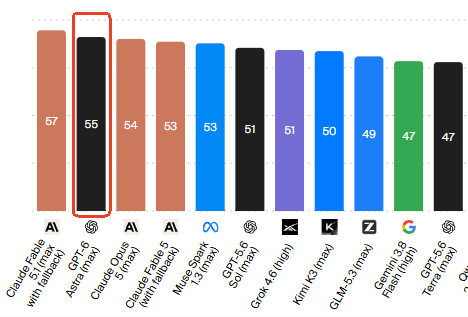 57
55
54
53
53
51
51
50
49
47
47
Claude Fable
5.1 (max
with fallback)
GPT-6
Astra (max)
Claude Opus
5 (max)
Claude Fable 5
(with fallback)
Muse Spark
1.3 (max)
GPT-5.6
Sol (max)
Grok 4.6 (high)
Kimi K3 (max)
GLM-5.3 (max)
Gemini 3.8
Flash (high)
GPT-5.6
Terra (max)